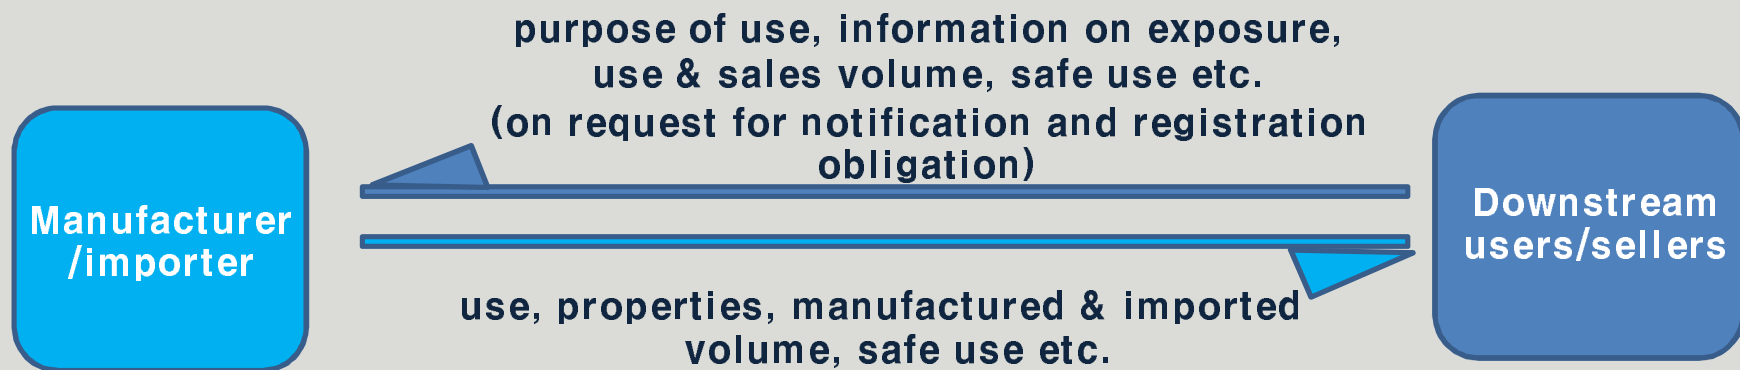 purpose of use, information on exposure,
use & sales volume, safe use etc.
(on request for notification and registration
obligation)
Manufacturer
/importer
Downstream
users/sellers
use, properties, manufactured & imported
volume, safe use etc.